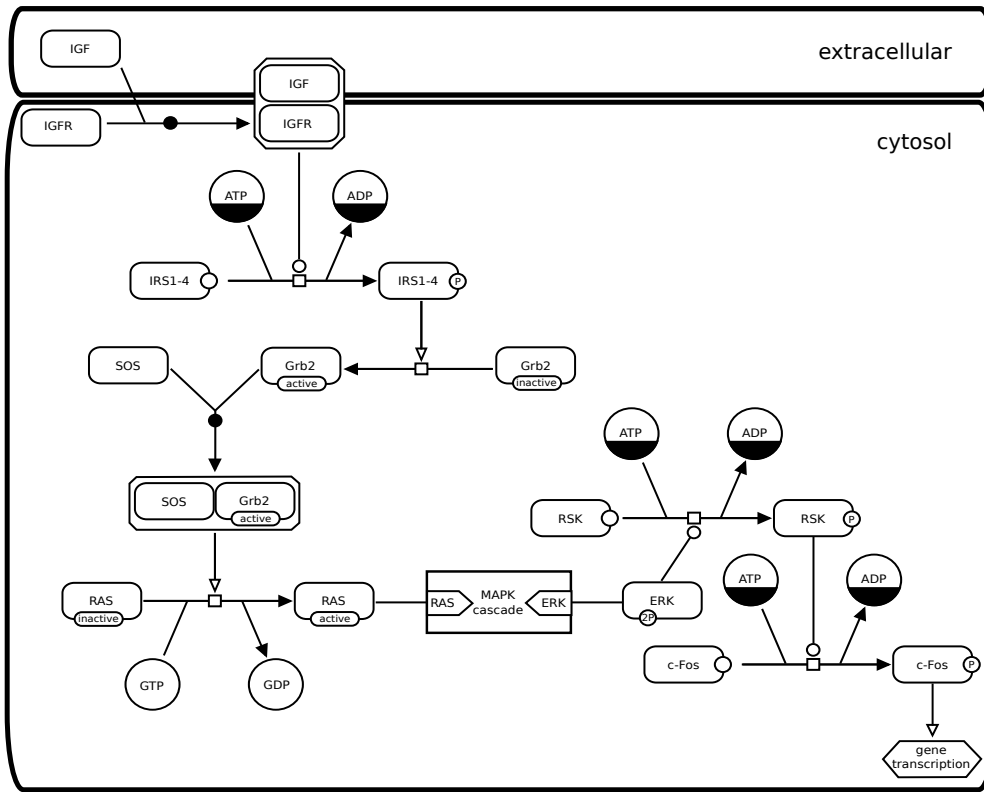 IGF
extracellular
IGF
IGFR
IGFR
cytosol
ATP
ADP
IRS1-4
IRS1-4
P
SOS
Grb2
active
Grb2
inactive
ATP
ADP
SOS
Grb2
active
RSK
RSK
P
ATP
ADP
RAS
inactive
RAS
active
RAS
MAPK
cascade
ERK
ERK
2P
GTP
GDP
c-Fos
c-Fos
P
gene
transcription